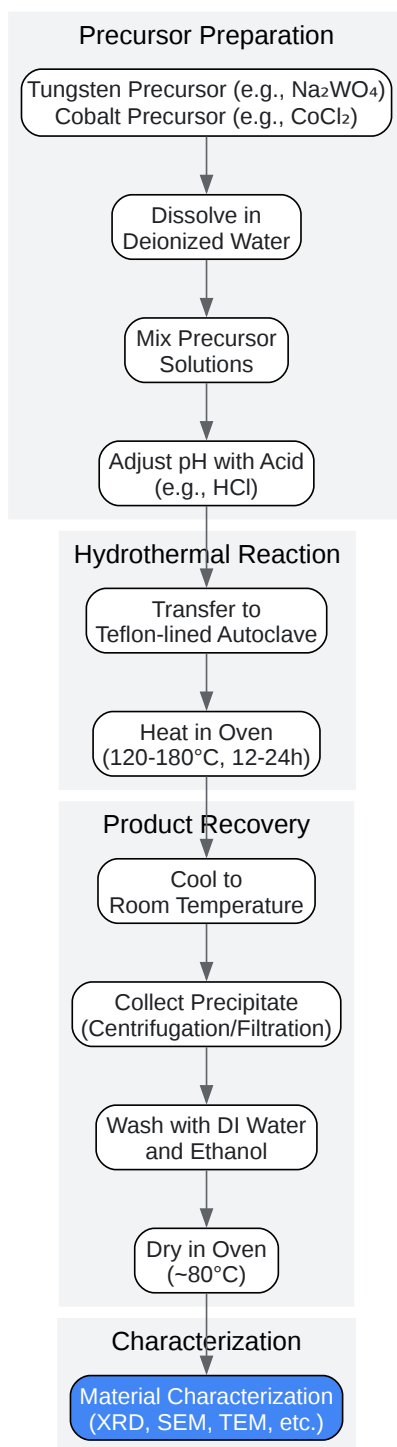 Precursor Preparation
Tungsten Precursor (e.g., Na₂WO₄)
Cobalt Precursor (e.g., CoCl₂)
Dissolve in
Deionized Water
Mix Precursor
Solutions
Adjust pH with Acid
(e.g., HCl)
Hydrothermal Reaction
Transfer to
Teflon-lined Autoclave
Heat in Oven
(120-180°C, 12-24h)
Product Recovery
Cool to
Room Temperature
Collect Precipitate
(Centrifugation/Filtration)
Wash with DI Water
and Ethanol
Dry in Oven
(~80°C)
Characterization
Material Characterization
(XRD, SEM, TEM, etc.)